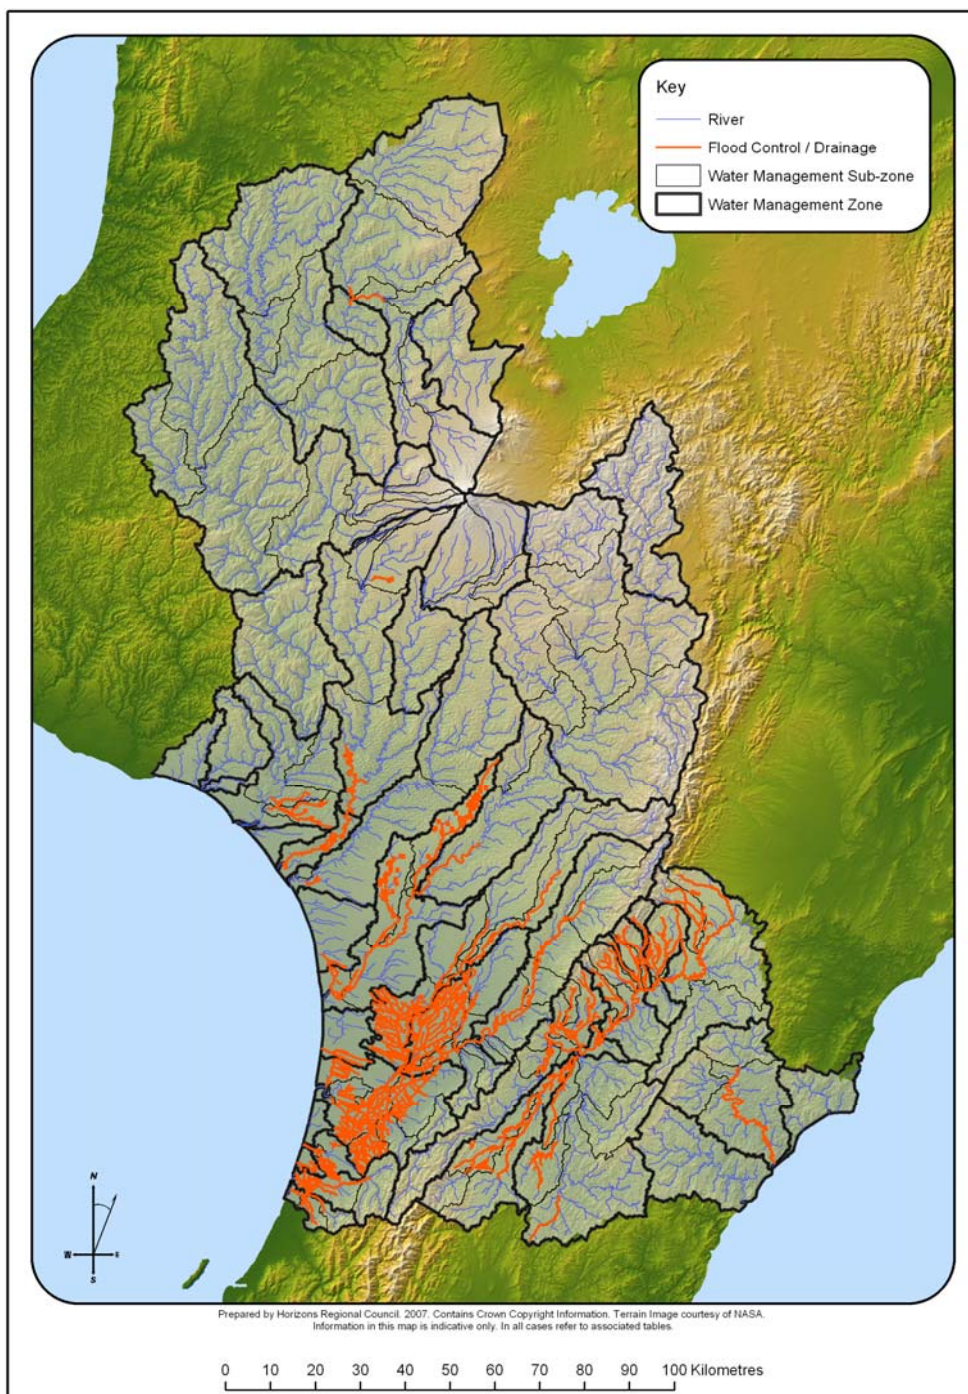 Key
River
Flood Control / Drainage
Water Management Sub-zone
Water Management Zone
N
W E
S
Prepared by Horizons Regional Council. 2007. Contains Crown Copyright Information. Terrain Image courtesy of NASA.
Information in this map is indicative only. In all cases refer to associated tables.
0 10 20 30 40 50 60 70 80 90 100 Kilometres